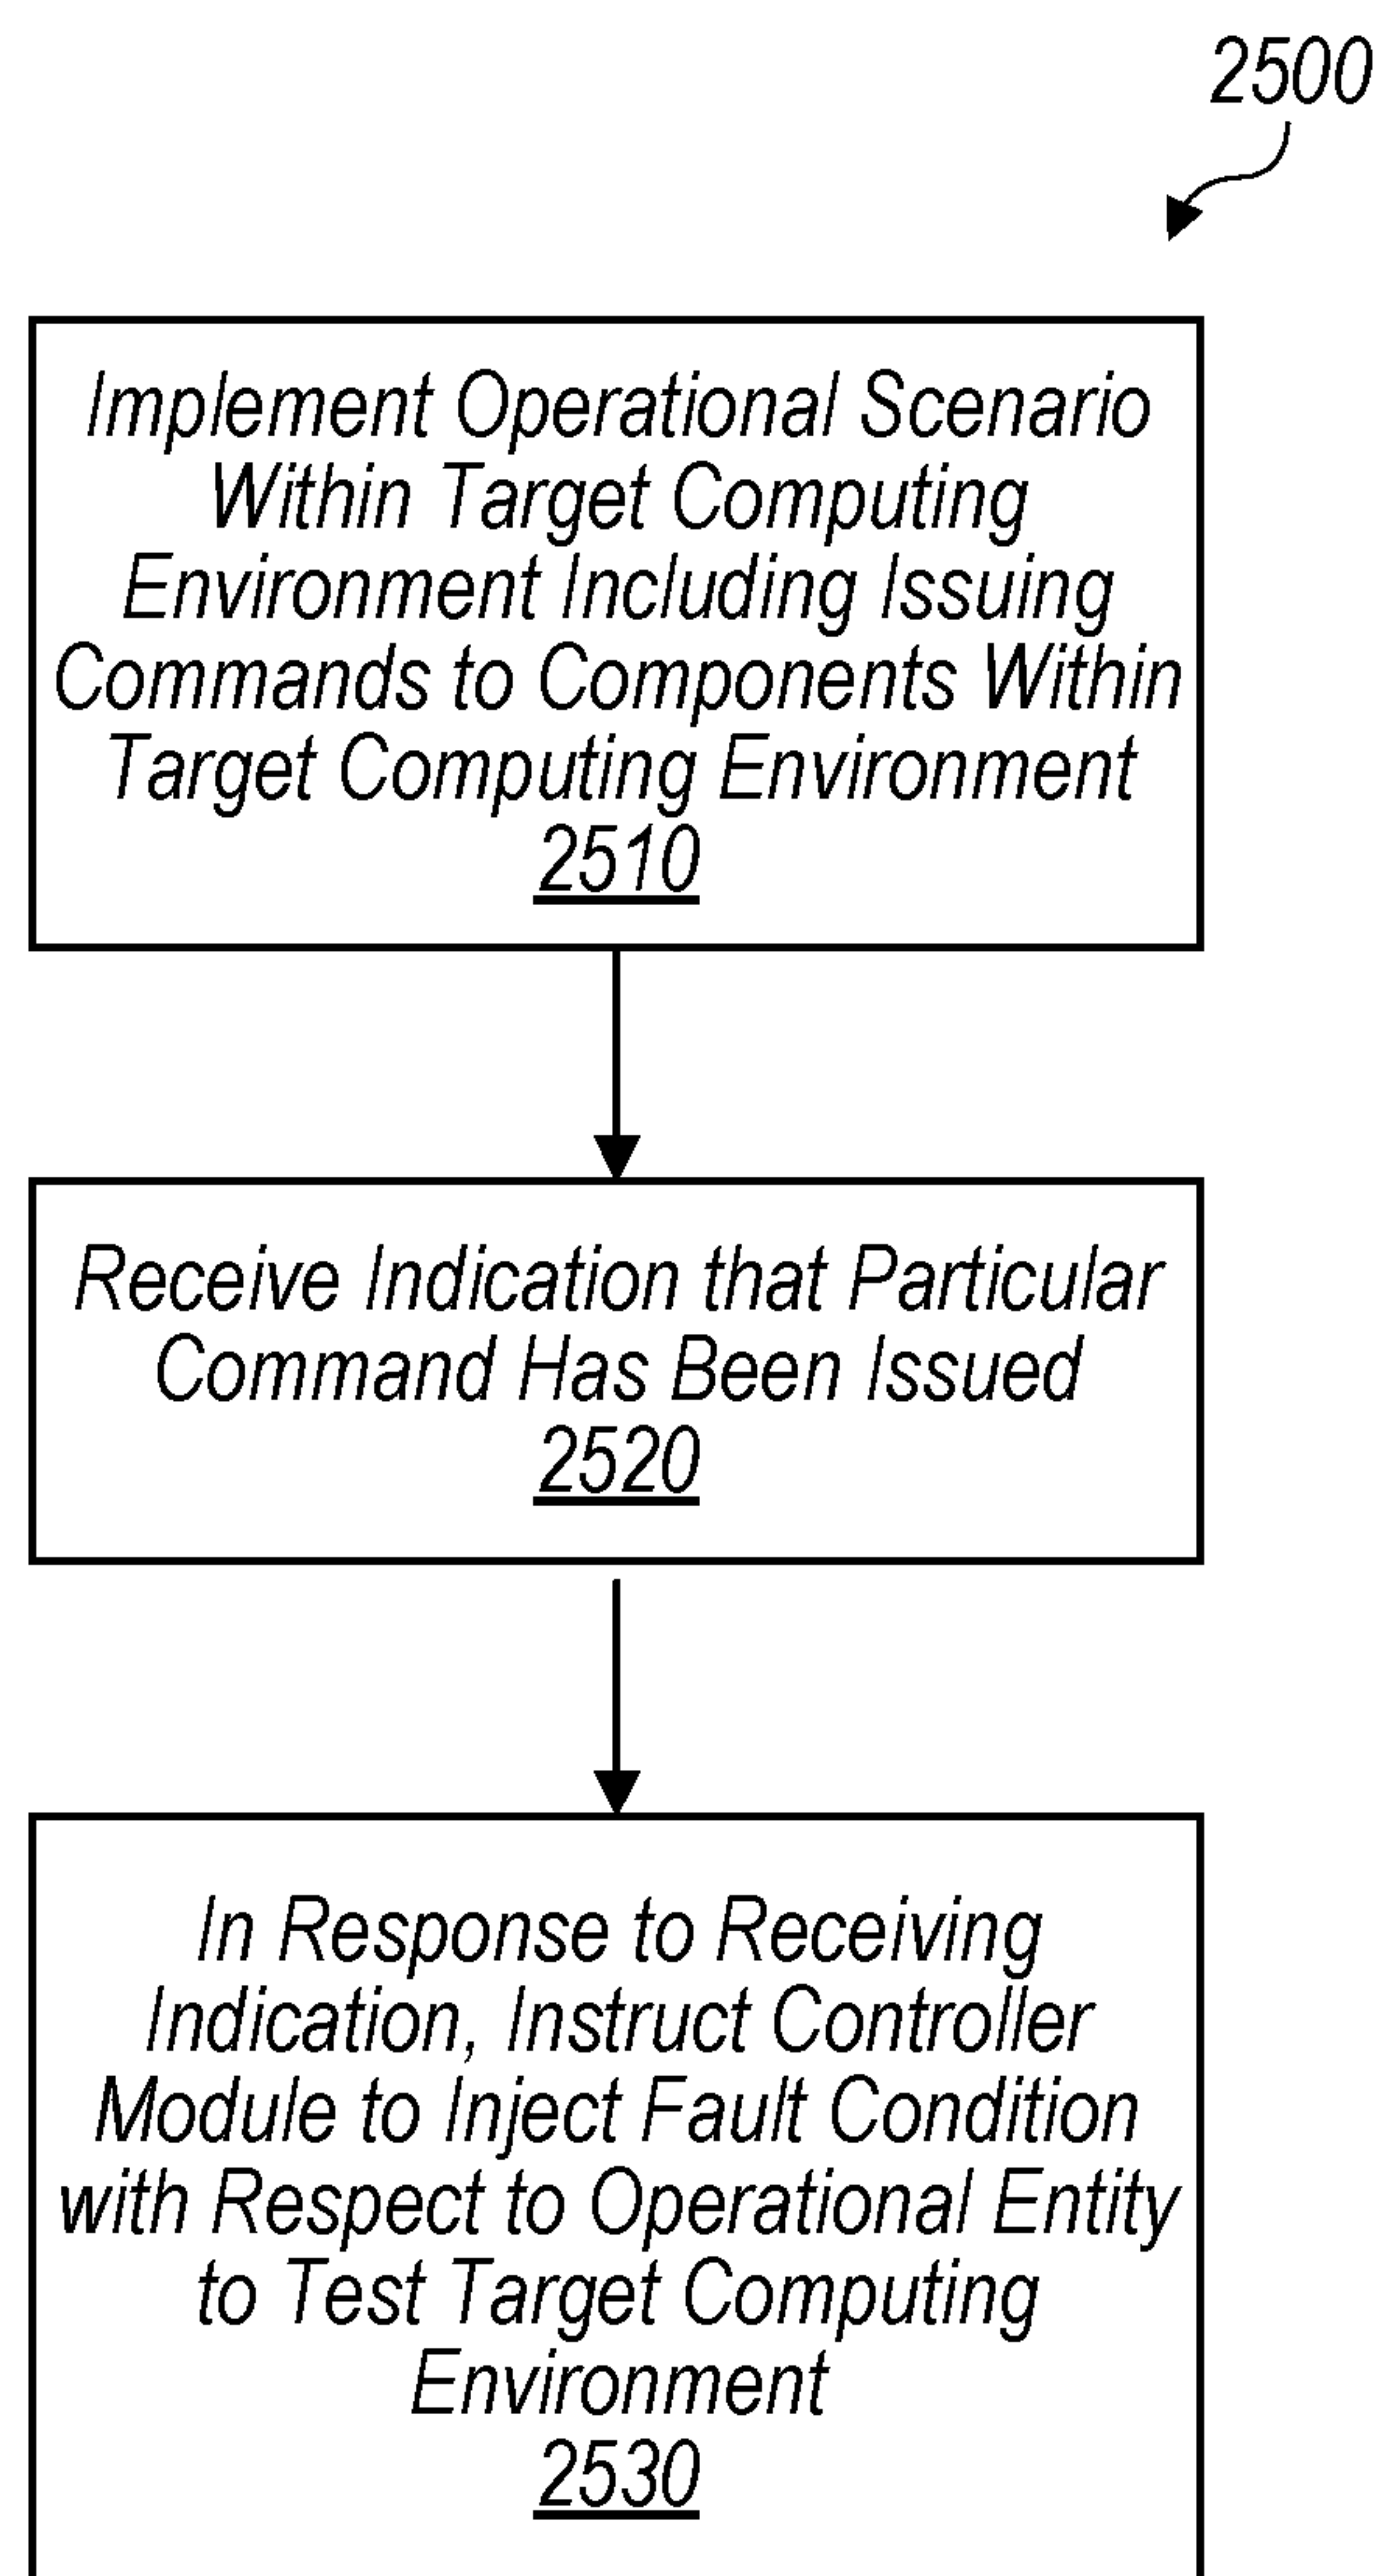 2500
Implement Operational Scenario
Within Target Computing
Environment Including Issuing
Commands to Components Within
Target Computing Environment
2510
Receive Indication that Particular
Command Has Been Issued
2520
In Response to Receiving
Indication, Instruct Controller
Module to Inject Fault Condition
with Respect to Operational Entity
to Test Target Computing
Environment
2530